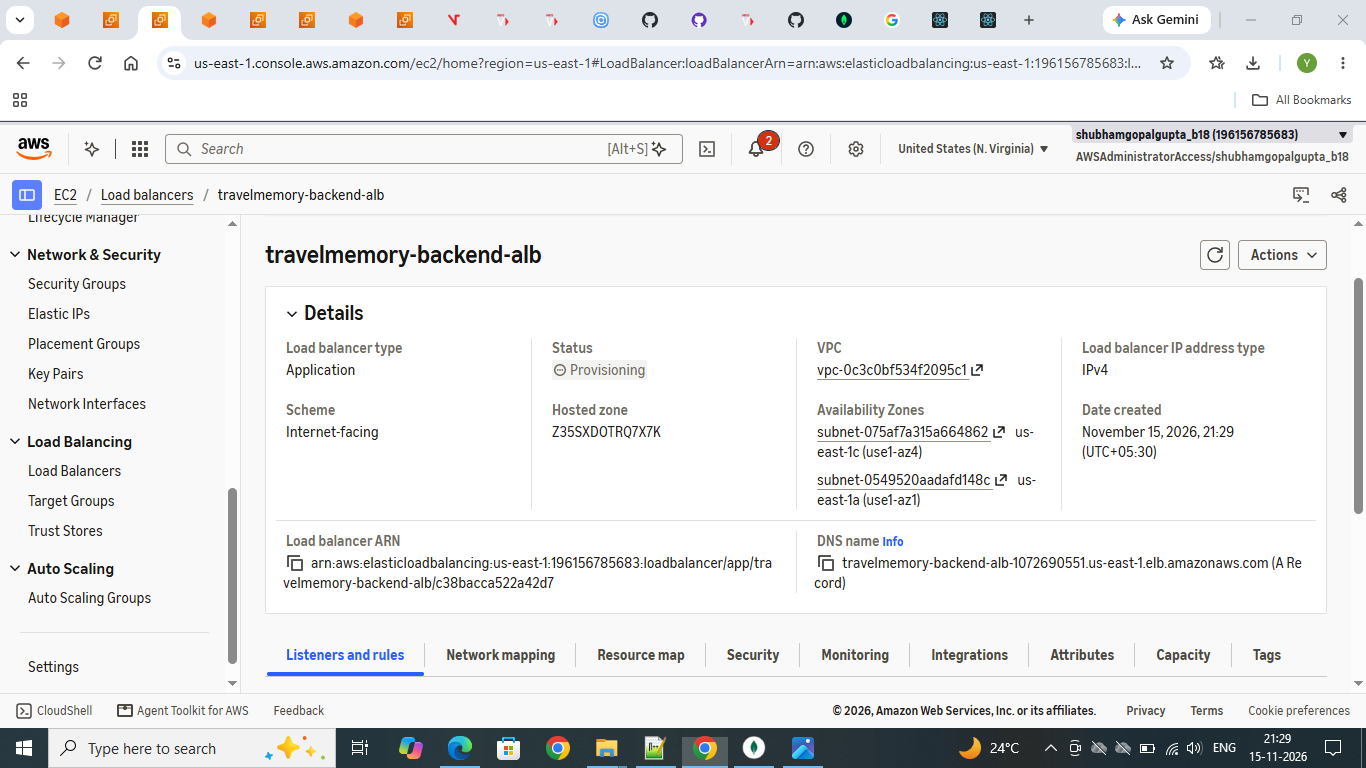 Ask Gemini
us-east-1.console.aws.amazon.com/ec2/home?region=us-east-1#LoadBalancer:loadBalancerArn=arn:aws:elasticloadbalancing:us-east-1:196156785683:l...
Y
All Bookmarks
aws
Search
[Alt+S]
2
United States (N. Virginia)
shubhamgopalgupta_b18 (196156785683)
AWSAdministratorAccess/shubhamgopalgupta_b18
EC2 / Load balancers / travelmemory-backend-alb
Lifecycle Manager
Network & Security
Security Groups
Elastic IPs
Placement Groups
Key Pairs
Network Interfaces
Load Balancing
Load Balancers
Target Groups
Trust Stores
Auto Scaling
Auto Scaling Groups
Settings
travelmemory-backend-alb
Actions
Details
Load balancer type
Application
Status
Provisioning
VPC
vpc-0c3c0bf534f2095c1
Load balancer IP address type
IPv4
Scheme
Internet-facing
Hosted zone
Z35SXDOTRQ7X7K
Availability Zones
subnet-075af7a315a664862 us-
east-1c (use1-az4)
subnet-0549520aadafd148c us-
east-1a (use1-az1)
Date created
November 15, 2026, 21:29
(UTC+05:30)
Load balancer ARN
arn:aws:elasticloadbalancing:us-east-1:196156785683:loadbalancer/app/tra
velmemory-backend-alb/c38bacca522a42d7
DNS name Info
travelmemory-backend-alb-1072690551.us-east-1.elb.amazonaws.com (A Re
cord)
Listeners and rules
Network mapping
Resource map
Security
Monitoring
Integrations
Attributes
Capacity
Tags
CloudShell
Agent Toolkit for AWS
Feedback
© 2026, Amazon Web Services, Inc. or its affiliates.
Privacy
Terms
Cookie preferences
Type here to search
24°C
ENG
21:29
15-11-2026